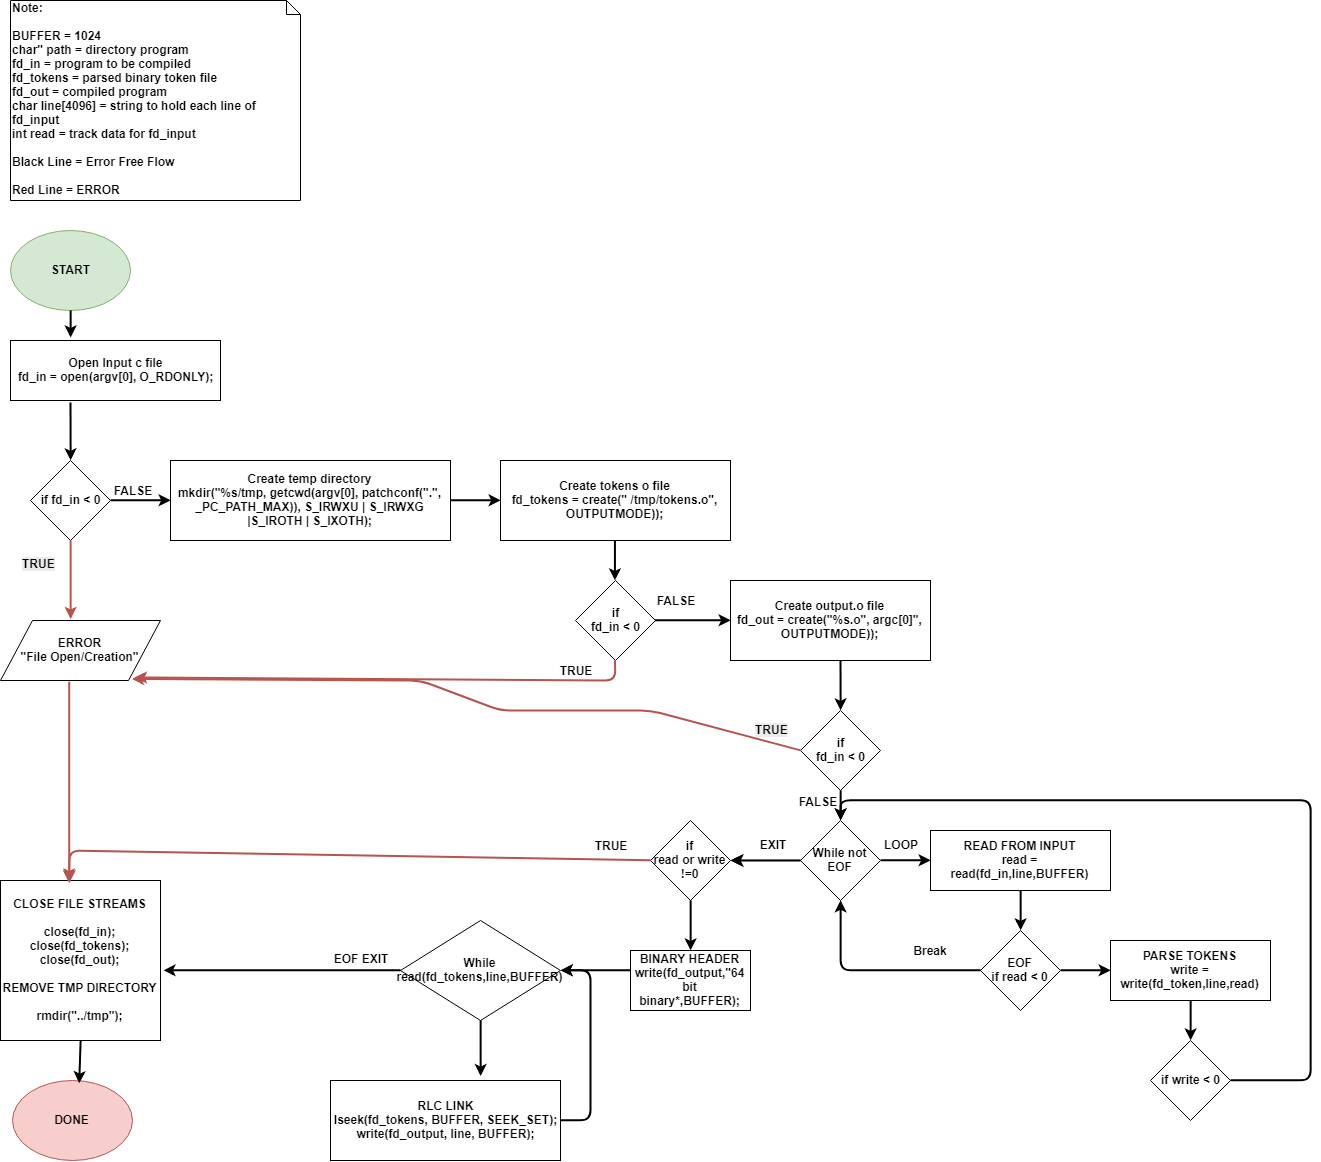 Note:
BUFFER = 1024
char" path = directory program
fd_in = program to be compiled
fd_tokens = parsed binary token file
fd_out = compiled program
char line[4096] = string to hold each line of
fd_input
int read = track data for fd_input
Black Line = Error Free Flow
Red Line = ERROR
START
Open Input c file
fd_in = open(argv[0], O_RDONLY);
if fd_in < 0
FALSE
Create temp directory
mkdir("%s/tmp, getcwd(argv[0], patchconf(".",
_PC_PATH_MAX)), S_IRWXU | S_IRWXG
|S_IROTH | S_IXOTH);
Create tokens o file
fd_tokens = create(" /tmp/tokens.o",
OUTPUTMODE));
TRUE
if
fd_in < 0
FALSE
Create output.o file
fd_out = create("%s.o", argc[0]",
OUTPUTMODE));
ERROR
"File Open/Creation"
TRUE
TRUE
if
fd_in < 0
FALSE
TRUE
if
read or write
!=0
EXIT
While not
EOF
LOOP
READ FROM INPUT
read =
read(fd_in,line,BUFFER)
CLOSE FILE STREAMS
close(fd_in);
close(fd_tokens);
close(fd_out);
REMOVE TMP DIRECTORY
rmdir("../tmp");
EOF EXIT
While
read(fd_tokens,line,BUFFER)
BINARY HEADER
write(fd_output,"64
bit
binary*,BUFFER);
Break
EOF
if read < 0
PARSE TOKENS
write =
write(fd_token,line,read)
if write < 0
RLC LINK
lseek(fd_tokens, BUFFER, SEEK_SET);
write(fd_output, line, BUFFER);
DONE